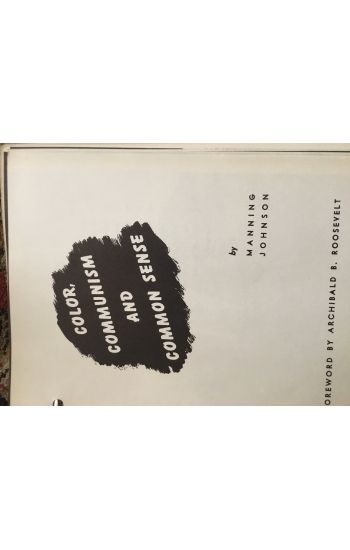 COLOR,
COMMUNISM
AND
COMMON SENSE
by
MANNING
JOHNSON
OREWORD BY ARCHIBALD B. ROOSEVELT